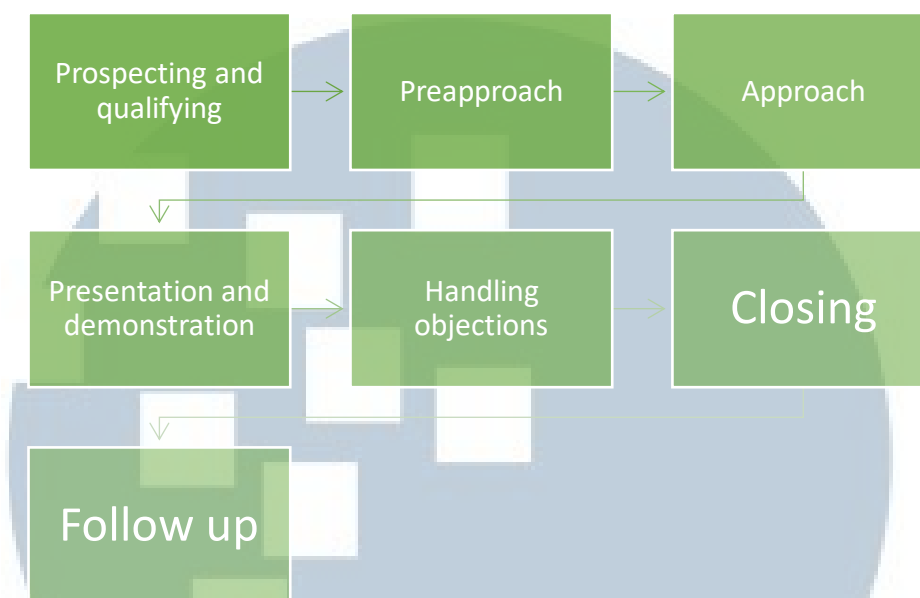 Prospecting and
qualifying
Preapproach
Approach
Presentation and
demonstration
Handling
objections
Closing
Follow up